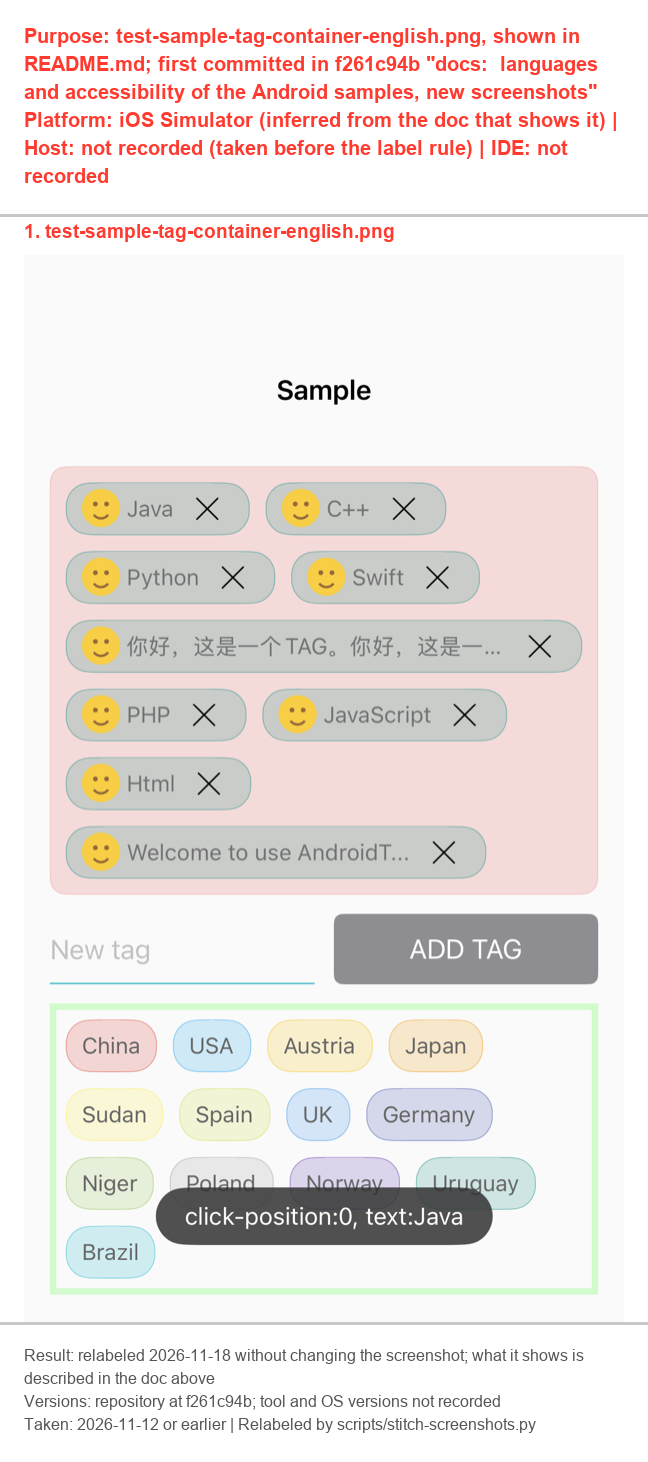 Purpose: test-sample-tag-container-english.png, shown in
README.md; first committed in f261c94b "docs:  languages
and accessibility of the Android samples, new screenshots"
Platform: iOS Simulator (inferred from the doc that shows it) |
Host: not recorded (taken before the label rule) | IDE: not
recorded
1. test-sample-tag-container-english.png
Sample
Java C++
Python Swift
你好，这是一个 TAG。你好，这是一...
PHP JavaScript
Html
Welcome to use AndroidT...
New tag ADD TAG
China USA Austria Japan
Sudan Spain UK Germany
Niger Poland Norway Uruguay
click-position:0, text:Java
Brazil
Result: relabeled 2026-11-18 without changing the screenshot; what it shows is
described in the doc above
Versions: repository at f261c94b; tool and OS versions not recorded
Taken: 2026-11-12 or earlier | Relabeled by scripts/stitch-screenshots.py